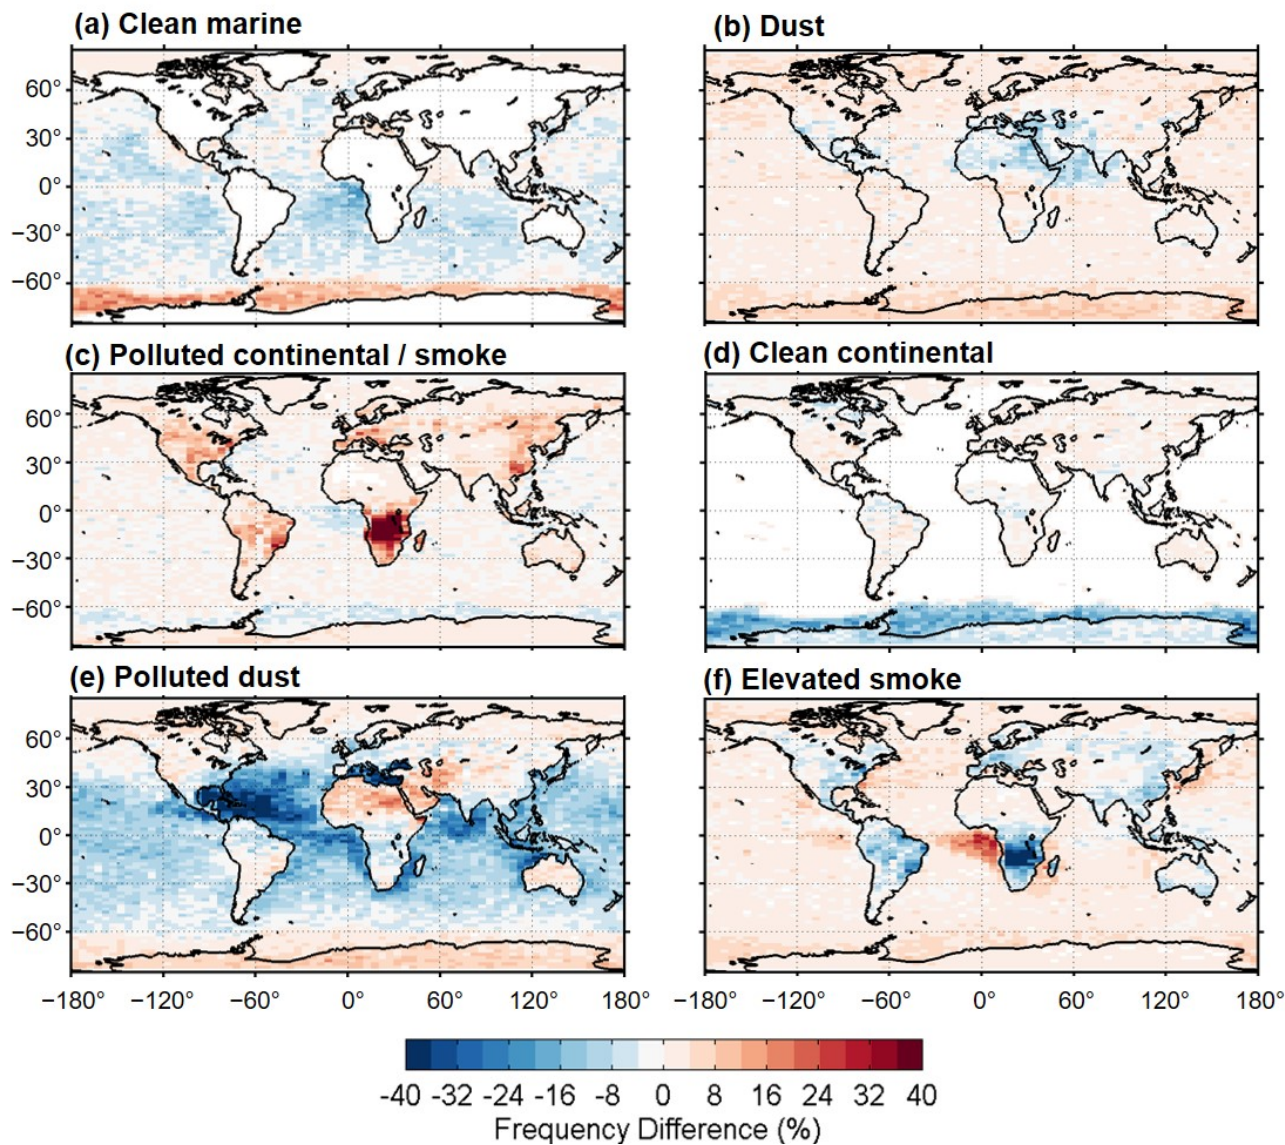 (a) Clean marine
(b) Dust
60°
30°
0°
−30°
−60°
(c) Polluted continental / smoke
(d) Clean continental
60°
30°
0°
−30°
−60°
(e) Polluted dust
(f) Elevated smoke
60°
30°
0°
−30°
−60°
−180° −120° −60° 0° 60° 120° 180°
−180° −120° −60° 0° 60° 120° 180°
-40 -32 -24 -16 -8 0 8 16 24 32 40
Frequency Difference (%)